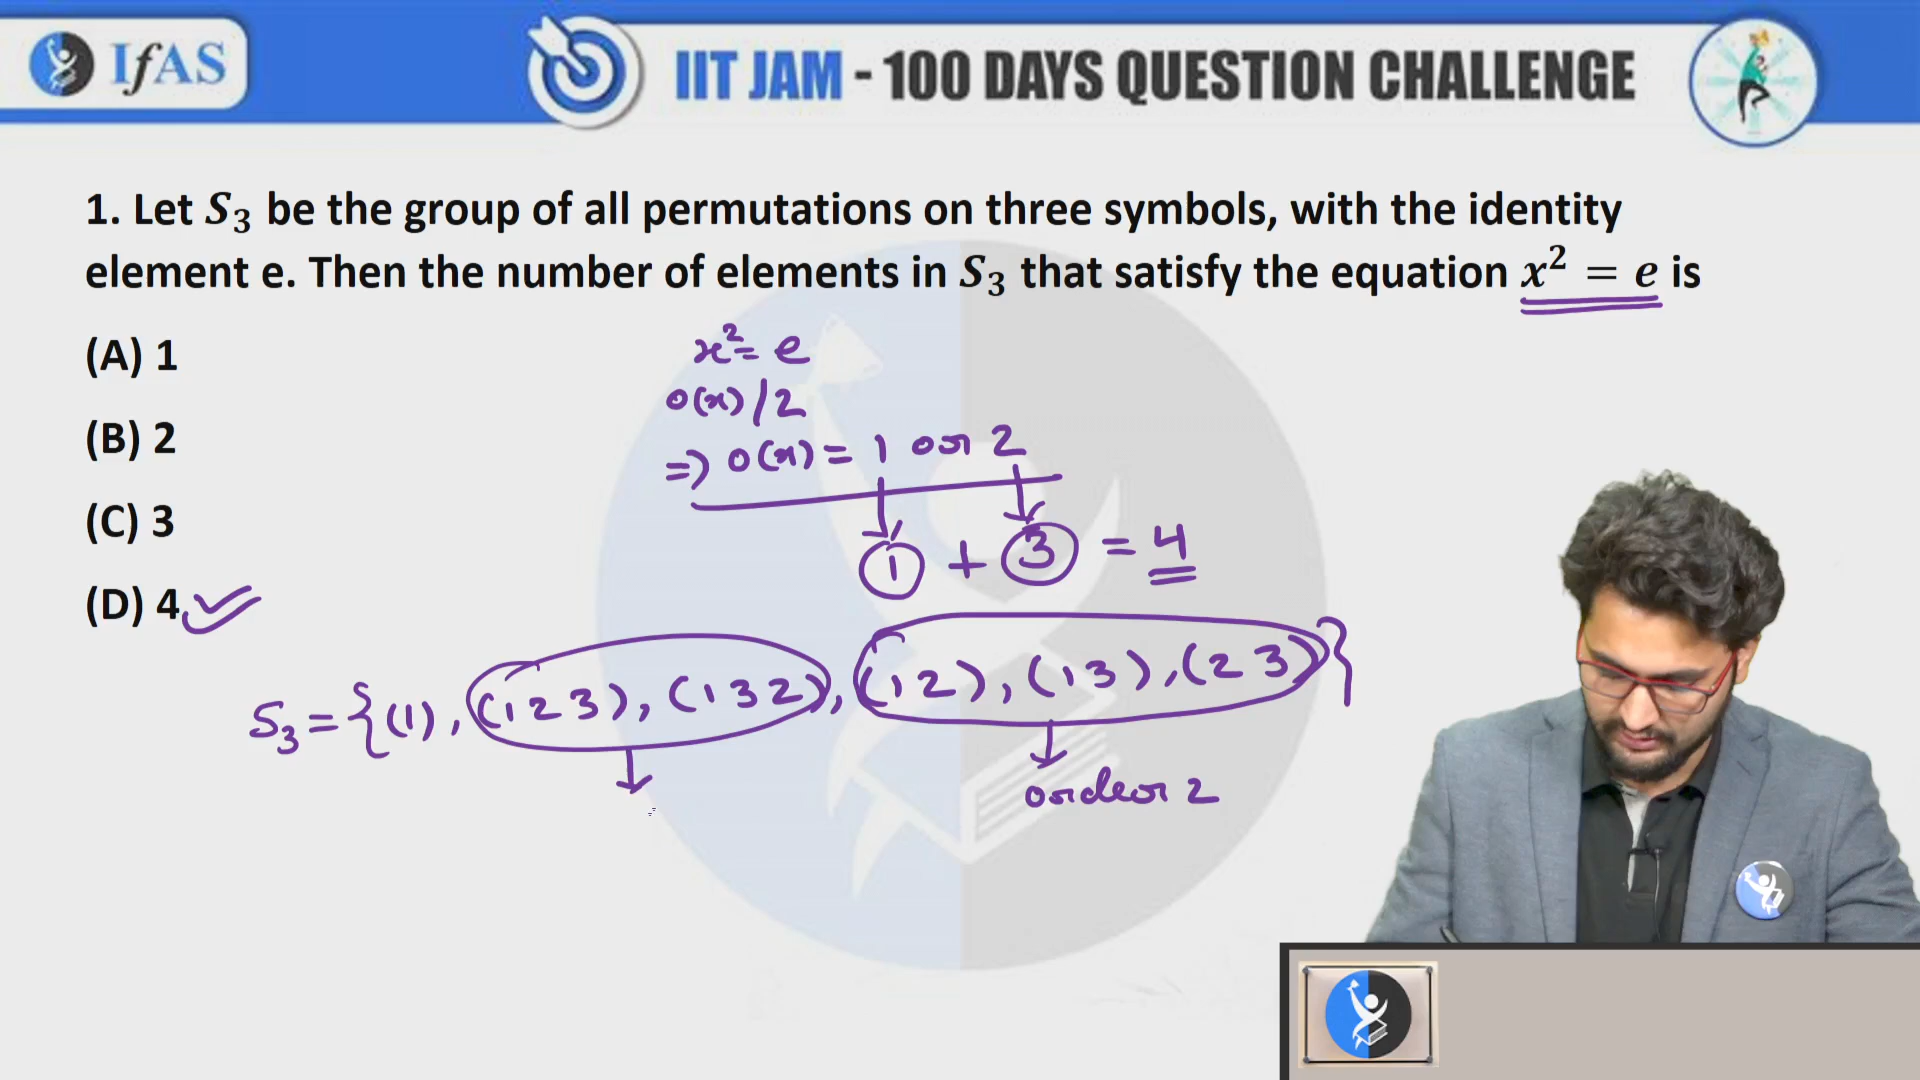 IfAS
IIT JAM - 100 DAYS QUESTION CHALLENGE
1. Let S₃ be the group of all permutations on three symbols, with the identity
element e. Then the number of elements in S₃ that satisfy the equation x² = e is
(A) 1
(B) 2
(C) 3
(D) 4
x² = e
o(x)/2
=> o(x) = 1 or 2
1 + 3 = 4
S₃ = {(1), (1 2 3), (1 3 2), (1 2), (1 3), (2 3)}
order 2